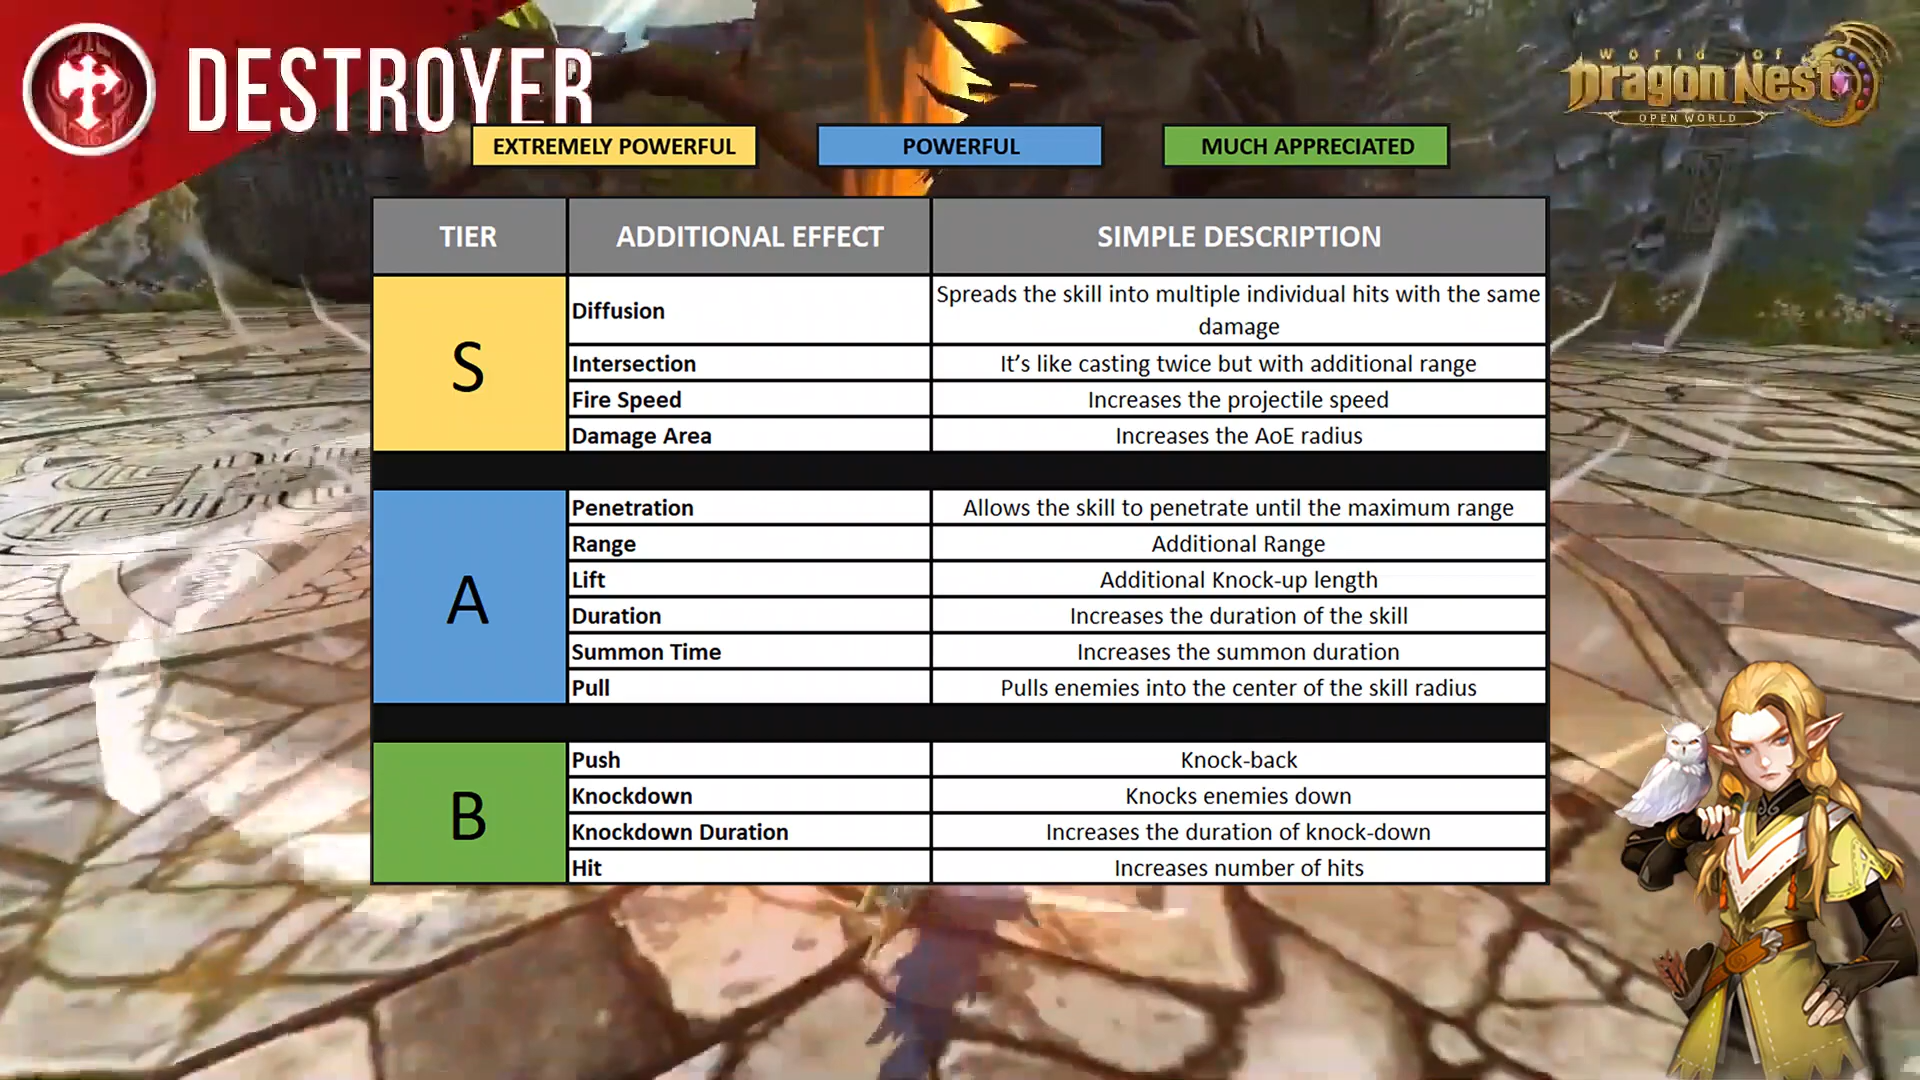 DESTROYER
World of
Dragon Nest
OPEN WORLD
EXTREMELY POWERFUL
POWERFUL
MUCH APPRECIATED
TIER ADDITIONAL EFFECT SIMPLE DESCRIPTION
S
Diffusion Spreads the skill into multiple individual hits with the same
damage
Intersection It’s like casting twice but with additional range
Fire Speed Increases the projectile speed
Damage Area Increases the AoE radius
A
Penetration Allows the skill to penetrate until the maximum range
Range Additional Range
Lift Additional Knock-up length
Duration Increases the duration of the skill
Summon Time Increases the summon duration
Pull Pulls enemies into the center of the skill radius
B
Push Knock-back
Knockdown Knocks enemies down
Knockdown Duration Increases the duration of knock-down
Hit Increases number of hits